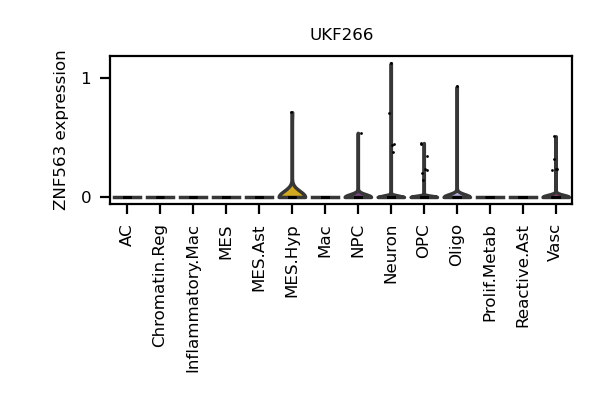 UKF266
ZNF563 expression
1
0
AC
Chromatin.Reg
Inflammatory.Mac
MES
MES.Ast
MES.Hyp
Mac
NPC
Neuron
OPC
Oligo
Prolif.Metab
Reactive.Ast
Vasc